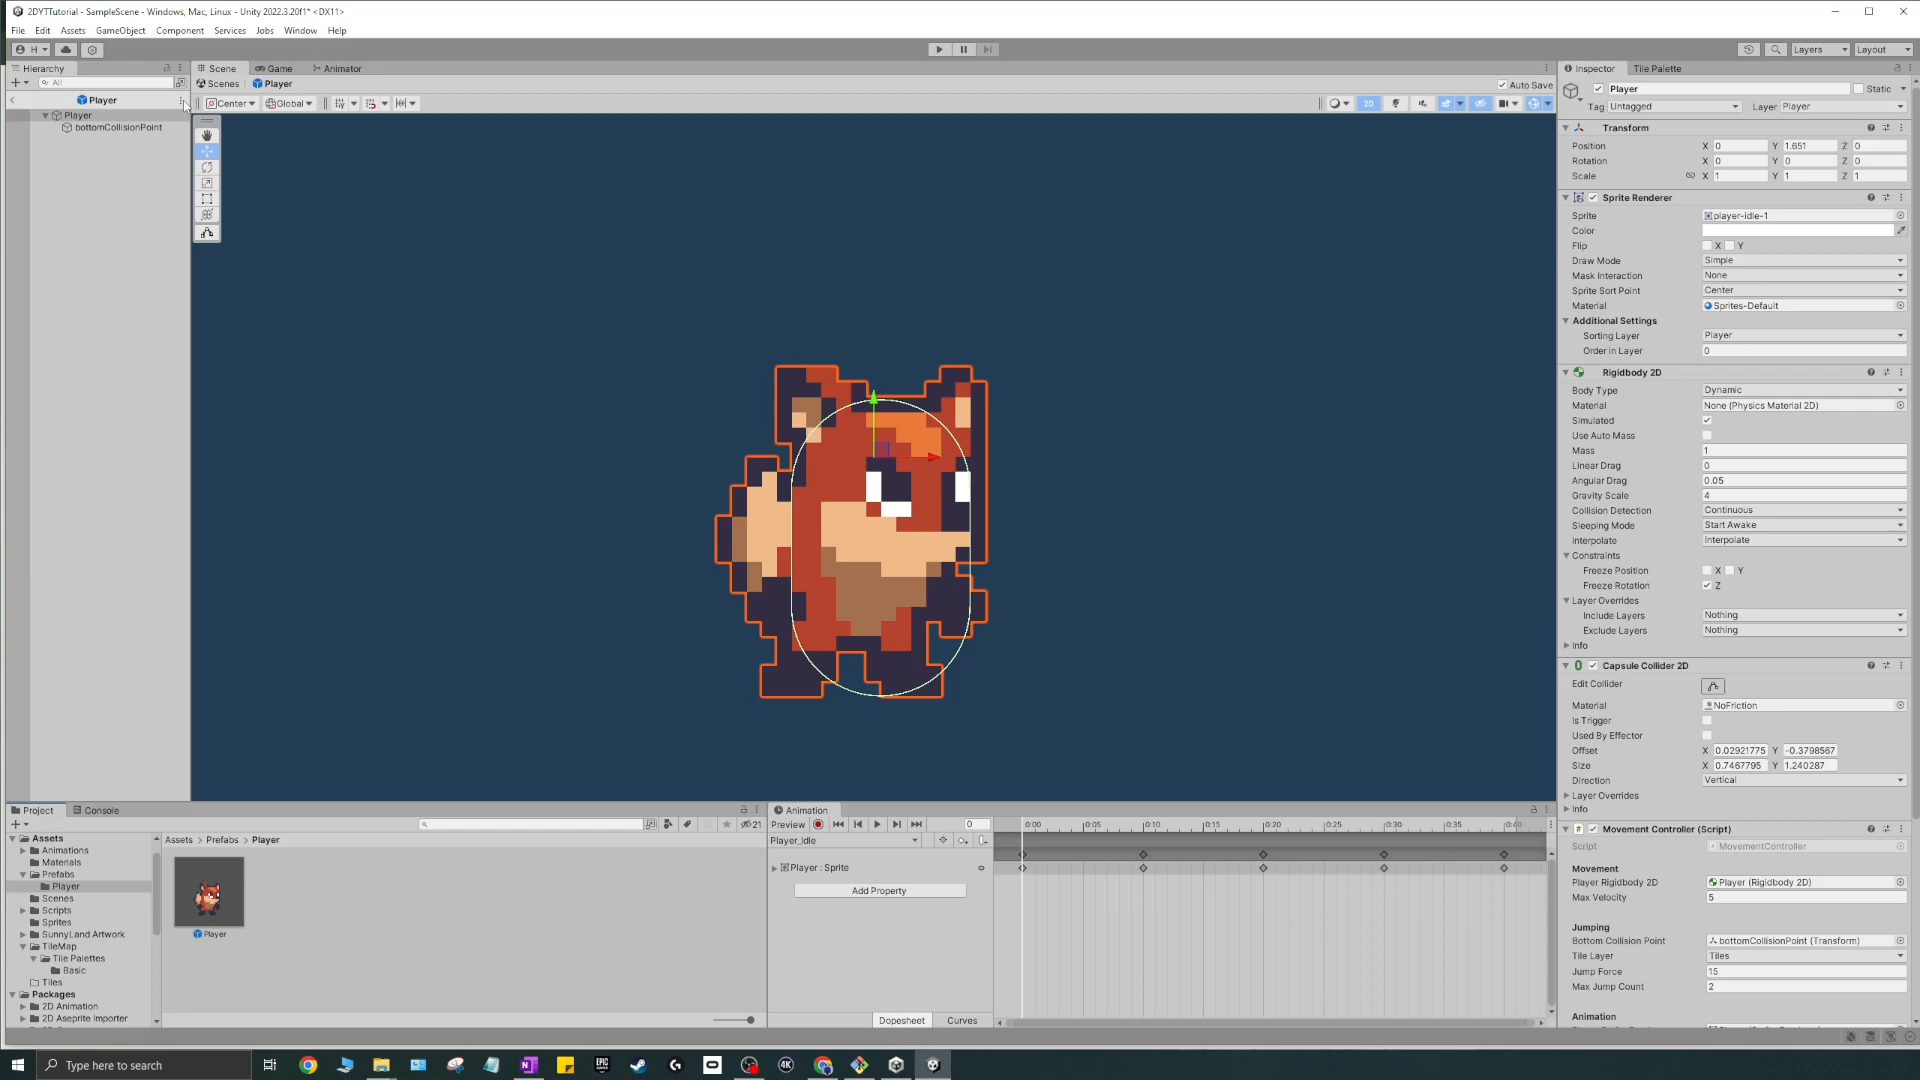 2DYTTutorial - SampleScene - Windows, Mac, Linux - Unity 2022.3.20f1* <DX11>
File Edit Assets GameObject Component Services Jobs Window Help
H Layers Layout
Hierarchy Scene Game Animator Inspector Tile Palette
All Scenes Player Auto Save Player Static
Player Center Global 2D Tag Untagged Layer Player
Player
bottomCollisionPoint
Transform
Position X 0 Y 1.651 Z 0
Rotation X 0 Y 0 Z 0
Scale X 1 Y 1 Z 1
Sprite Renderer
Sprite player-idle-1
Color
Flip X Y
Draw Mode Simple
Mask Interaction None
Sprite Sort Point Center
Material Sprites-Default
Additional Settings
Sorting Layer Player
Order in Layer 0
Rigidbody 2D
Body Type Dynamic
Material None (Physics Material 2D)
Simulated
Use Auto Mass
Mass 1
Linear Drag 0
Angular Drag 0.05
Gravity Scale 4
Collision Detection Continuous
Sleeping Mode Start Awake
Interpolate Interpolate
Constraints
Freeze Position X Y
Freeze Rotation Z
Layer Overrides
Include Layers Nothing
Exclude Layers Nothing
Info
Capsule Collider 2D
Edit Collider
Material NoFriction
Is Trigger
Used By Effector
Offset X 0.02921775 Y -0.3798567
Size X 0.7467795 Y 1.240287
Direction Vertical
Layer Overrides
Info
Movement Controller (Script)
Script MovementController
Movement
Player Rigidbody 2D Player (Rigidbody 2D)
Max Velocity 5
Jumping
Bottom Collision Point bottomCollisionPoint (Transform)
Tile Layer Tiles
Jump Force 15
Max Jump Count 2
Animation
Project Console
21
Assets
Animations
Materials
Prefabs
Player
Scenes
Scripts
Sprites
SunnyLand Artwork
TileMap
Tile Palettes
Basic
Tiles
Packages
2D Animation
2D Aseprite Importer
Assets Prefabs Player
Player
Animation
Preview 0 0:00 0:05 0:10 0:15 0:20 0:25 0:30 0:35
Player_idle
Player : Sprite
Add Property
Dopesheet Curves
Type here to search